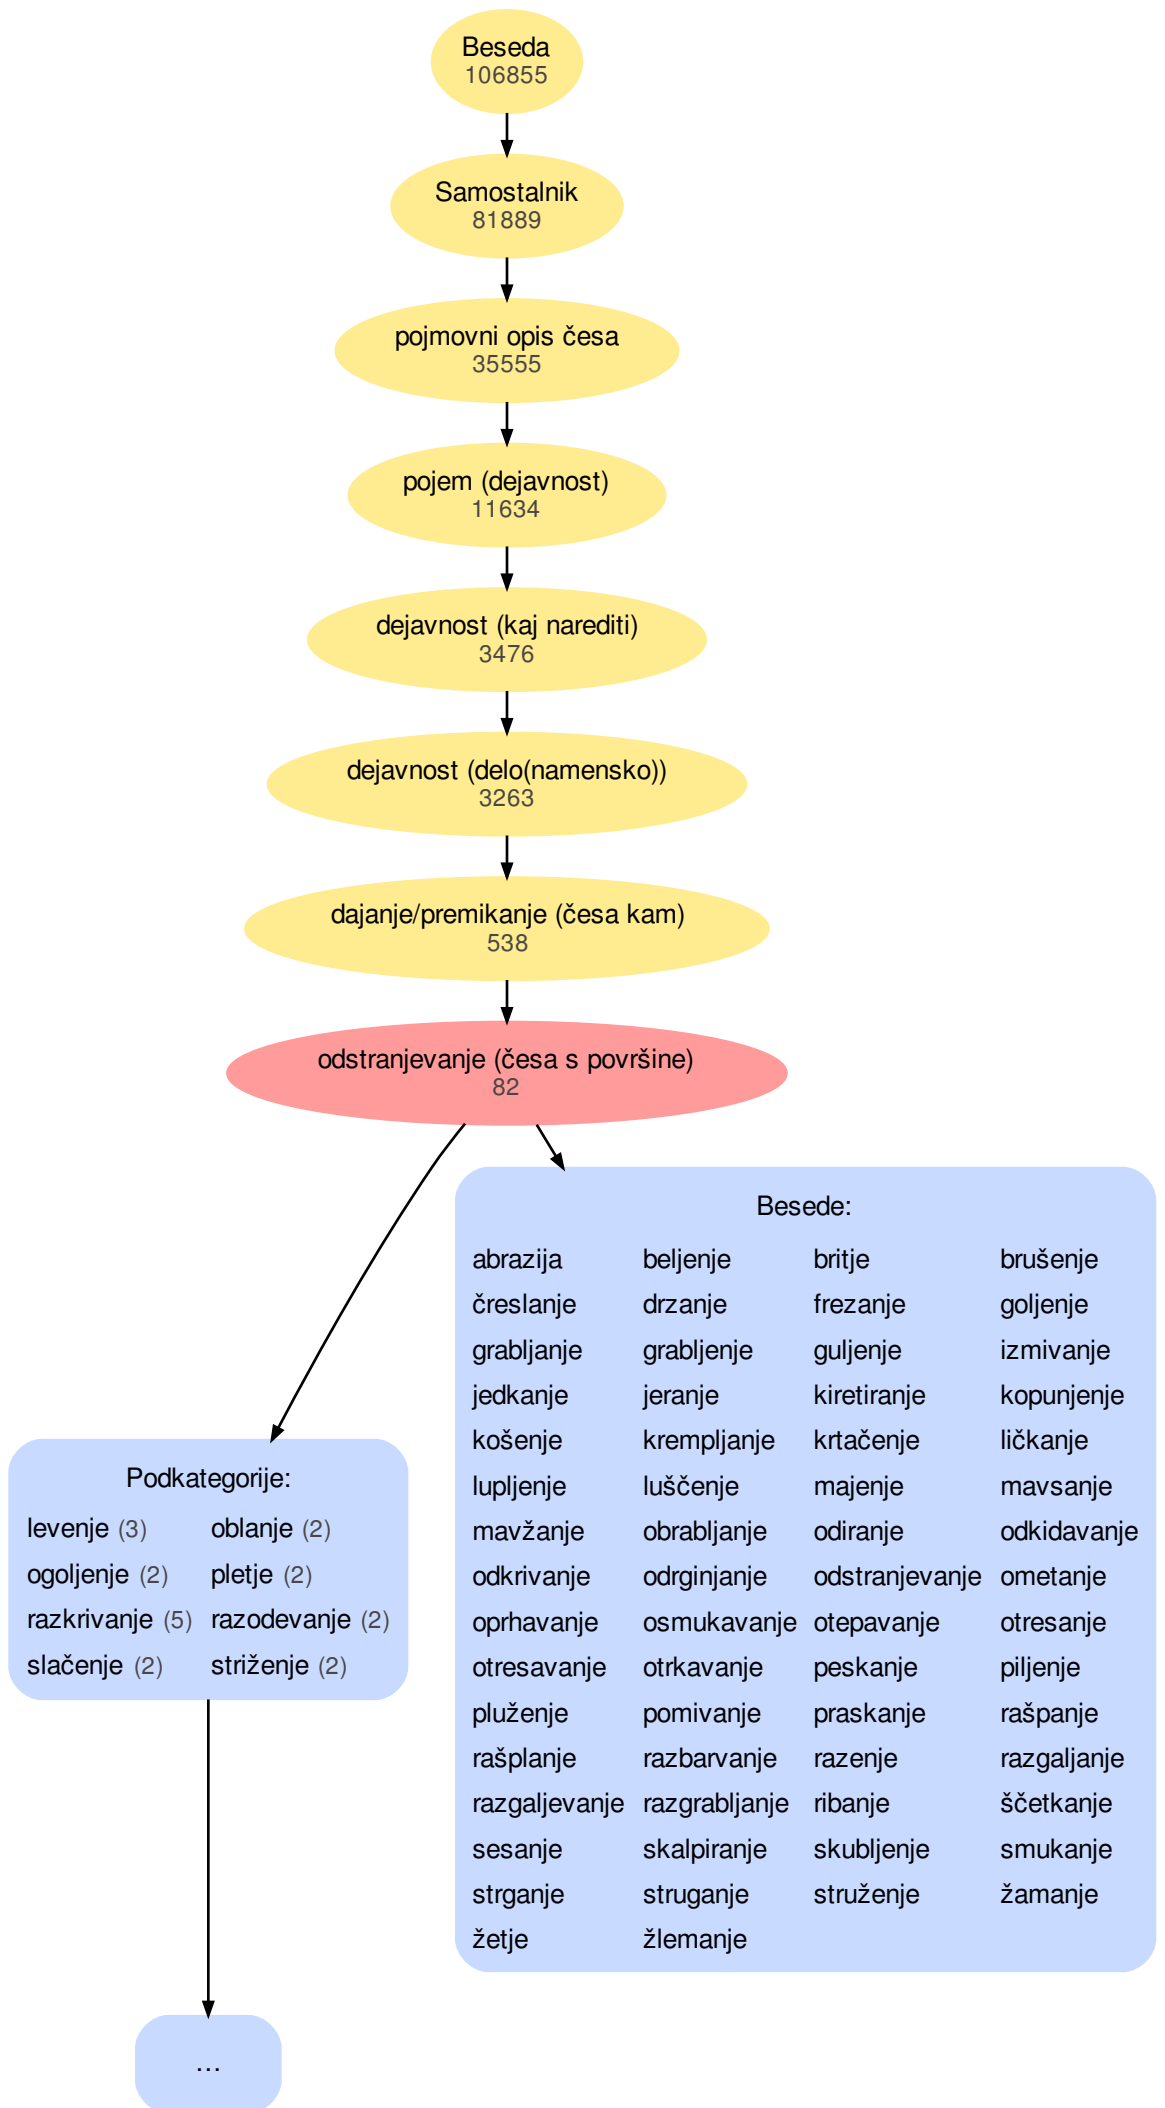 Beseda
106855
Samostalnik
81889
pojmovni opis česa
35555
pojem (dejavnost)
11634
dejavnost (kaj narediti)
3476
dejavnost (delo(namensko))
3263
dajanje/premikanje (česa kam)
538
odstranjevanje (česa s površine)
82
Besede:
abrazija beljenje britje brušenje
čreslanje drzanje frezanje goljenje
grabljanje grabljenje guljenje izmivanje
jedkanje jeranje kiretiranje kopunjenje
košenje krempljanje krtačenje ličkanje
lupljenje luščenje majenje mavsanje
mavžanje obrabljanje odiranje odkidavanje
odkrivanje odrginjanje odstranjevanje ometanje
oprhavanje osmukavanje otepavanje otresanje
otresavanje otrkavanje peskanje piljenje
pluženje pomivanje praskanje rašpanje
rašplanje razbarvanje razenje razgaljanje
razgaljevanje razgrabljanje ribanje ščetkanje
sesanje skalpiranje skubljenje smukanje
strganje struganje struženje žamanje
žetje žlemanje
Podkategorije:
levenje (3) oblanje (2)
ogoljenje (2) pletje (2)
razkrivanje (5) razodevanje (2)
slačenje (2) striženje (2)
...